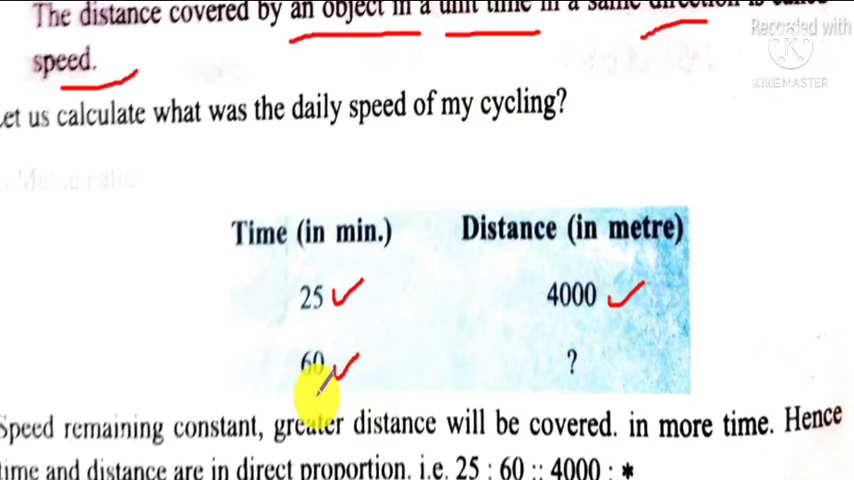 The distance covered by an object in a unit time in a same direction is
Recorded with
speed.
KINEMASTER
Let us calculate what was the daily speed of my cycling?
Time (in min.) Distance (in metre)
25 4000
60 ?
Speed remaining constant, greater distance will be covered. in more time. Hence
time and distance are in direct proportion. i.e. 25 : 60 :: 4000 : *